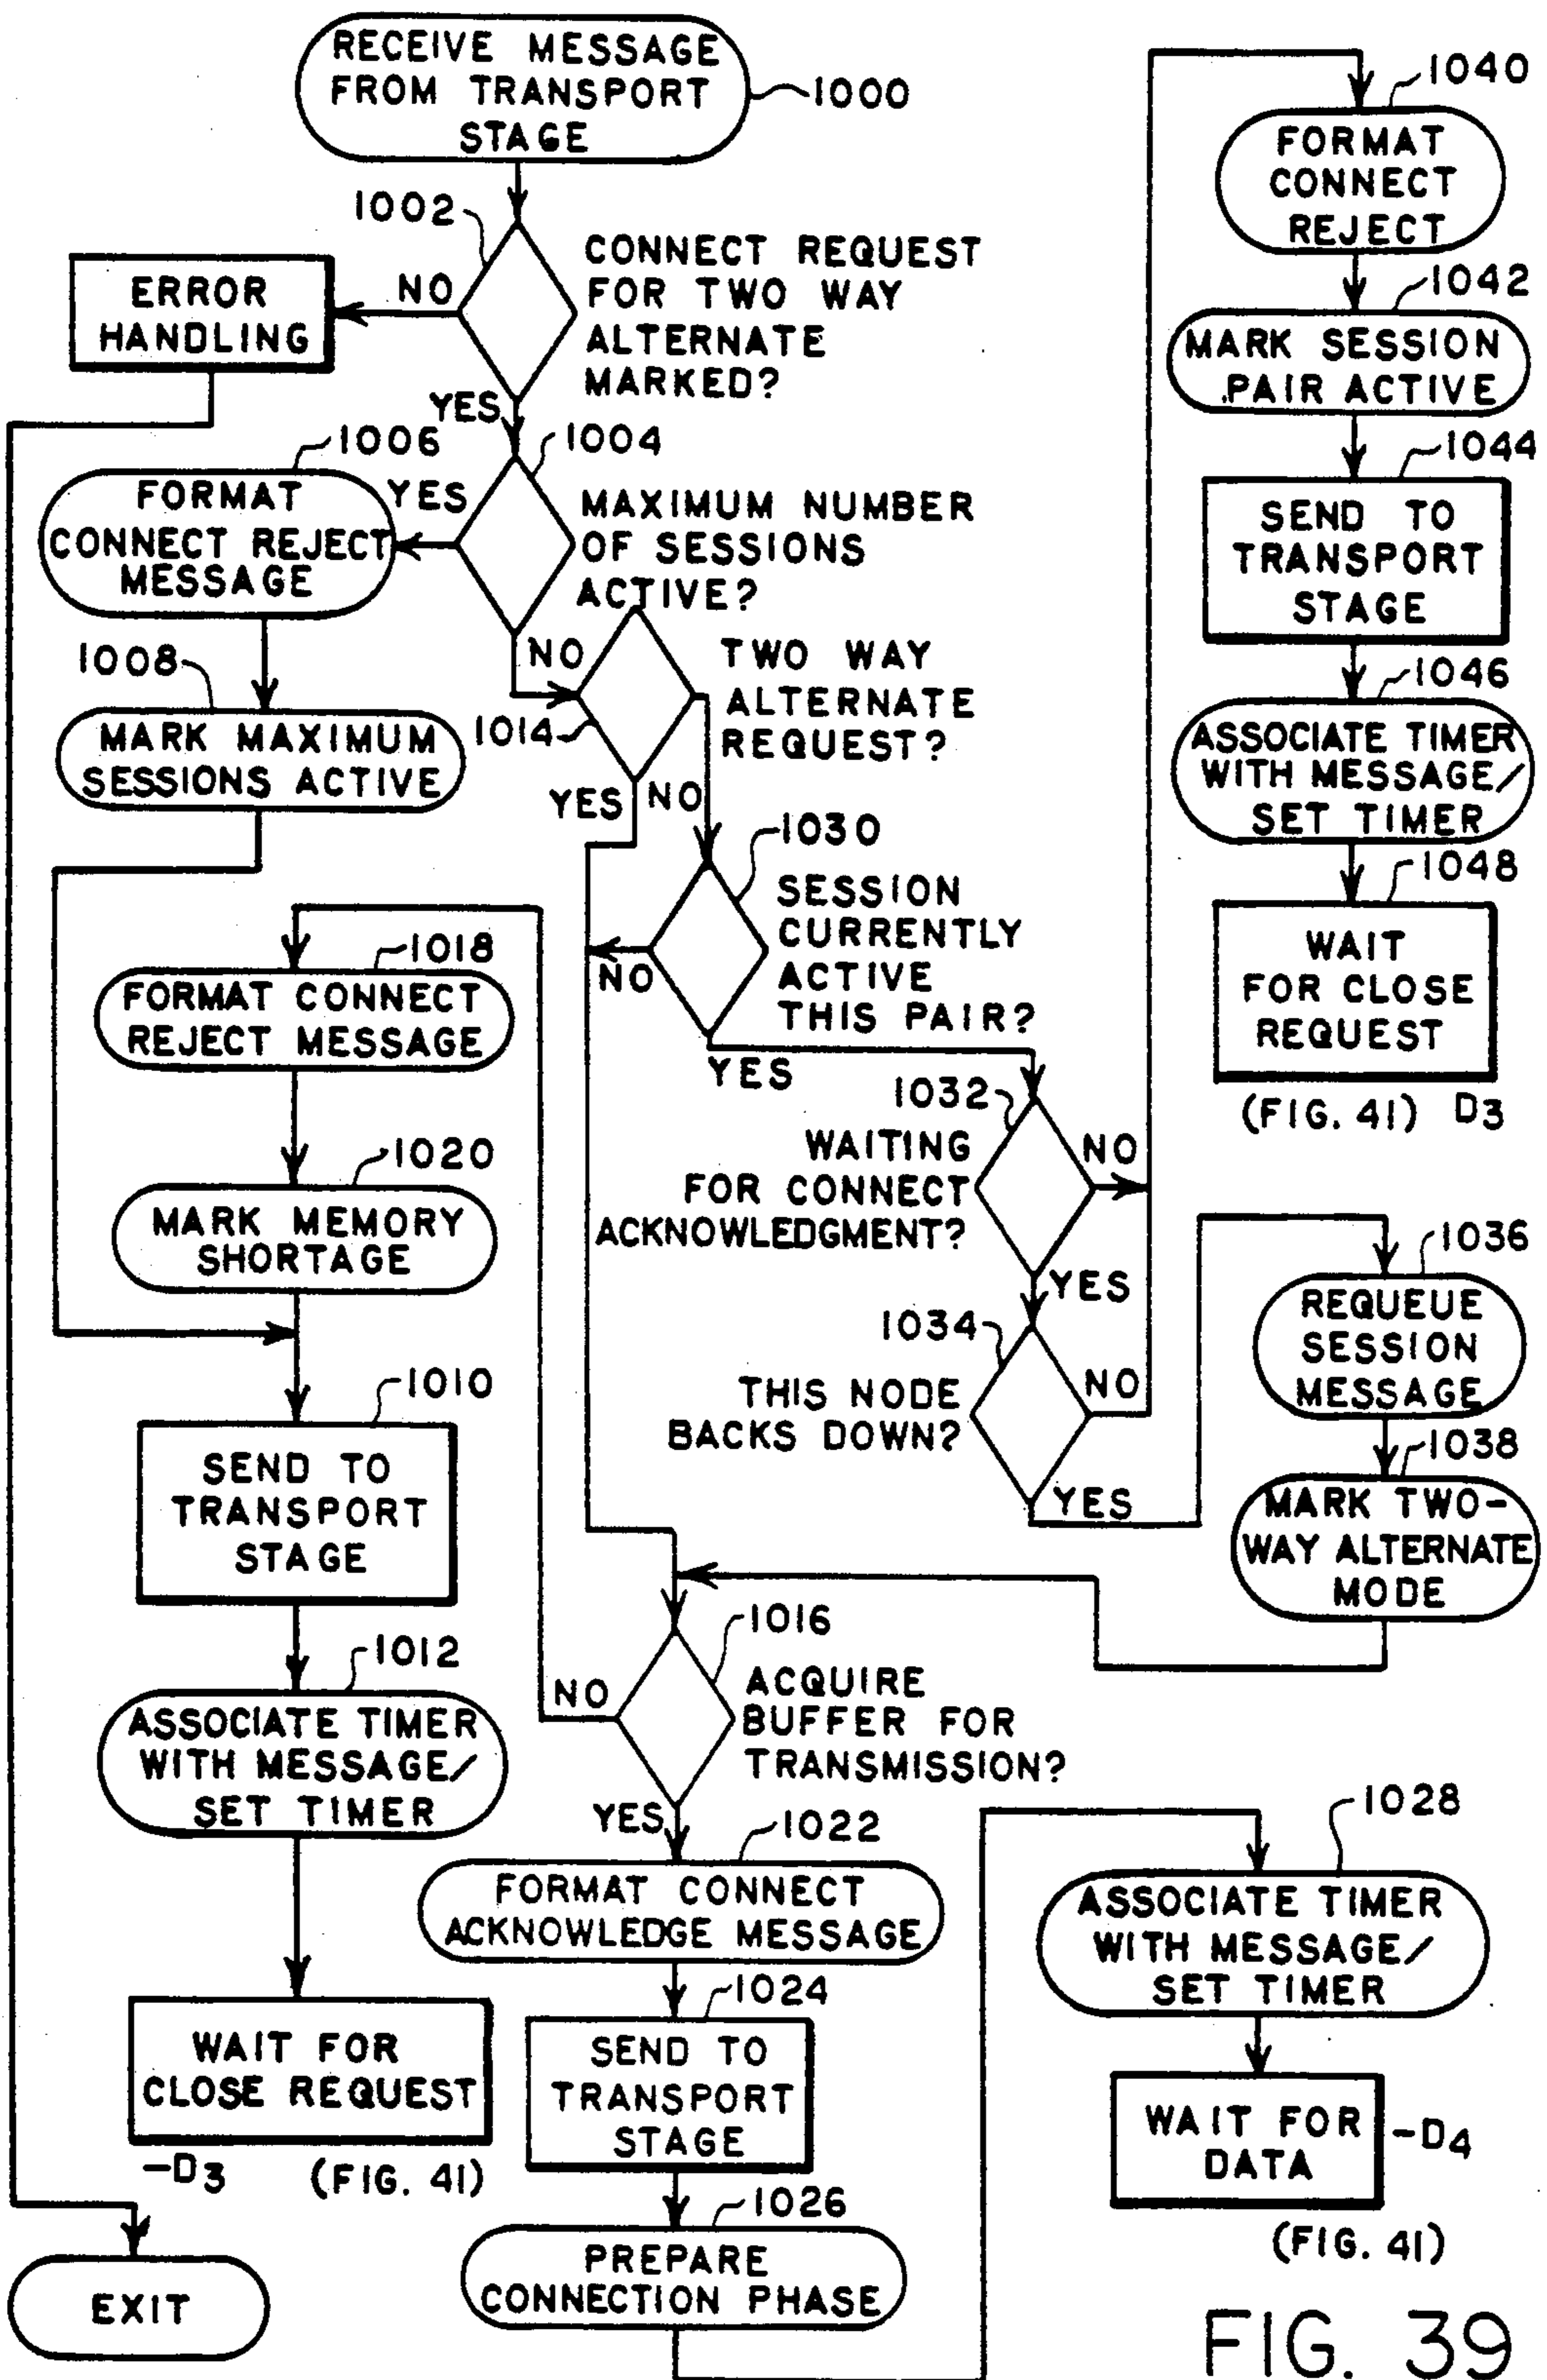 RECEIVE MESSAGE
FROM TRANSPORT
STAGE
1000
1002
CONNECT REQUEST
FOR TWO WAY
ALTERNATE
MARKED?
NO
ERROR
HANDLING
YES
1004
1006
FORMAT
CONNECT REJECT
MESSAGE
YES
MAXIMUM NUMBER
OF SESSIONS
ACTIVE?
NO
1008
MARK MAXIMUM
SESSIONS ACTIVE
1014
TWO WAY
ALTERNATE
REQUEST?
YES
NO
1030
SESSION
CURRENTLY
ACTIVE
THIS PAIR?
NO
YES
1018
FORMAT CONNECT
REJECT MESSAGE
1020
MARK MEMORY
SHORTAGE
1032
WAITING
FOR CONNECT
ACKNOWLEDGMENT?
NO
YES
1034
THIS NODE
BACKS DOWN?
NO
YES
1010
SEND TO
TRANSPORT
STAGE
1012
ASSOCIATE TIMER
WITH MESSAGE/
SET TIMER
WAIT FOR
CLOSE REQUEST
-D3 (FIG. 41)
EXIT
1016
ACQUIRE
BUFFER FOR
TRANSMISSION?
NO
YES
1022
FORMAT CONNECT
ACKNOWLEDGE MESSAGE
1024
SEND TO
TRANSPORT
STAGE
1026
PREPARE
CONNECTION PHASE
1040
FORMAT
CONNECT
REJECT
1042
MARK SESSION
PAIR ACTIVE
1044
SEND TO
TRANSPORT
STAGE
1046
ASSOCIATE TIMER
WITH MESSAGE/
SET TIMER
1048
WAIT
FOR CLOSE
REQUEST
(FIG. 41) D3
1036
REQUEUE
SESSION
MESSAGE
1038
MARK TWO-
WAY ALTERNATE
MODE
1028
ASSOCIATE TIMER
WITH MESSAGE/
SET TIMER
WAIT FOR
DATA
-D4
(FIG. 41)
FIG. 39